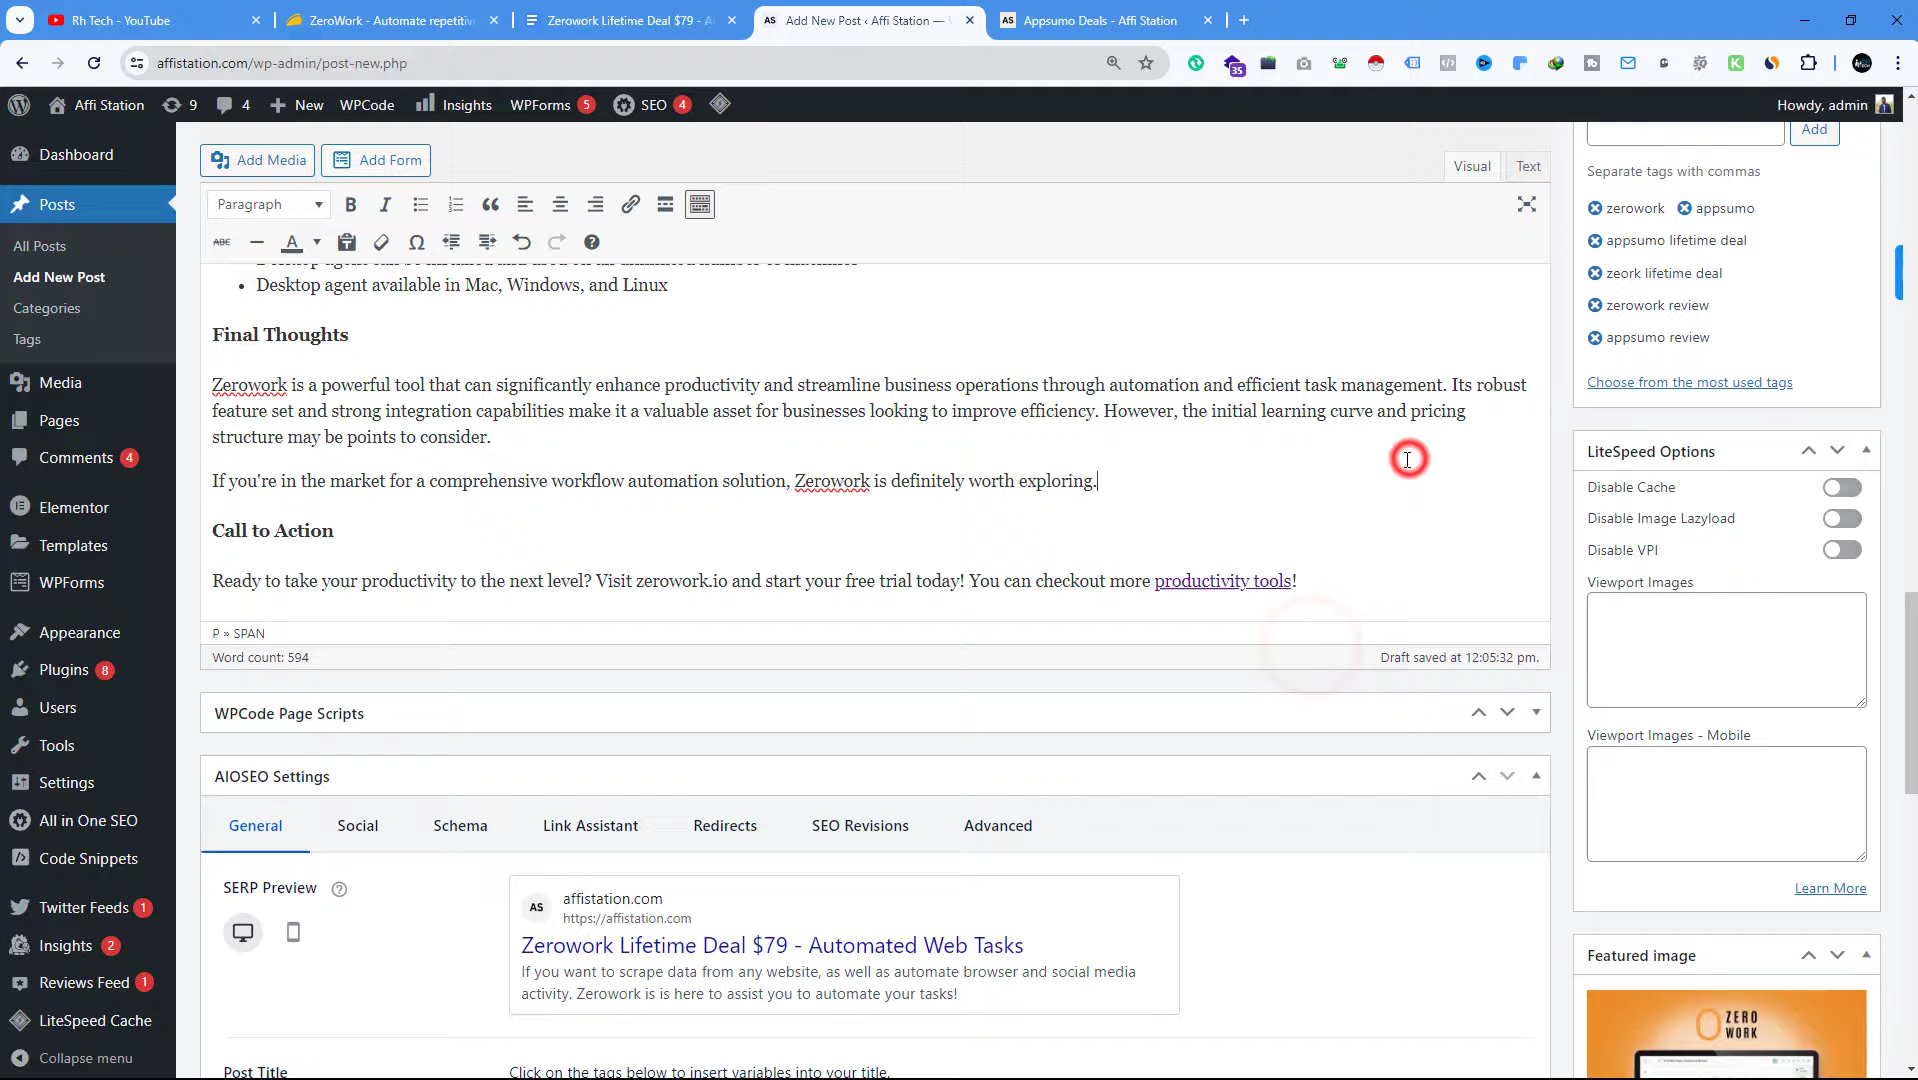 Rh Tech - YouTube
ZeroWork - Automate repetitiv
Zerowork Lifetime Deal $79 - A
AS Add New Post ‹ Affi Station —
AS Appsumo Deals - Affi Station
affistation.com/wp-admin/post-new.php
35
Affi Station 9 4 New WPCode Insights WPForms 5 SEO 4
Howdy, admin
Dashboard
Posts
All Posts
Add New Post
Categories
Tags
Media
Pages
Comments 4
Elementor
Templates
WPForms
Appearance
Plugins 8
Users
Tools
Settings
All in One SEO
Code Snippets
Twitter Feeds 1
Insights 2
Reviews Feed 1
LiteSpeed Cache
Collapse menu
Add Media
Add Form
Visual
Text
Paragraph
B I
ABC A Ω
Desktop agent available in Mac, Windows, and Linux
Final Thoughts
Zerowork is a powerful tool that can significantly enhance productivity and streamline business operations through automation and efficient task management. Its robust
feature set and strong integration capabilities make it a valuable asset for businesses looking to improve efficiency. However, the initial learning curve and pricing
structure may be points to consider.
If you're in the market for a comprehensive workflow automation solution, Zerowork is definitely worth exploring.
Call to Action
Ready to take your productivity to the next level? Visit zerowork.io and start your free trial today! You can checkout more productivity tools!
P » SPAN
Word count: 594
Draft saved at 12:05:32 pm.
WPCode Page Scripts
AIOSEO Settings
General
Social
Schema
Link Assistant
Redirects
SEO Revisions
Advanced
SERP Preview
AS
affistation.com
https://affistation.com
Zerowork Lifetime Deal $79 - Automated Web Tasks
If you want to scrape data from any website, as well as automate browser and social media
activity. Zerowork is is here to assist you to automate your tasks!
Post Title
Click on the tags below to insert variables into your title.
Add
Separate tags with commas
zerowork appsumo
appsumo lifetime deal
zeork lifetime deal
zerowork review
appsumo review
Choose from the most used tags
LiteSpeed Options
Disable Cache
Disable Image Lazyload
Disable VPI
Viewport Images
Viewport Images - Mobile
Learn More
Featured image
ZERO
WORK